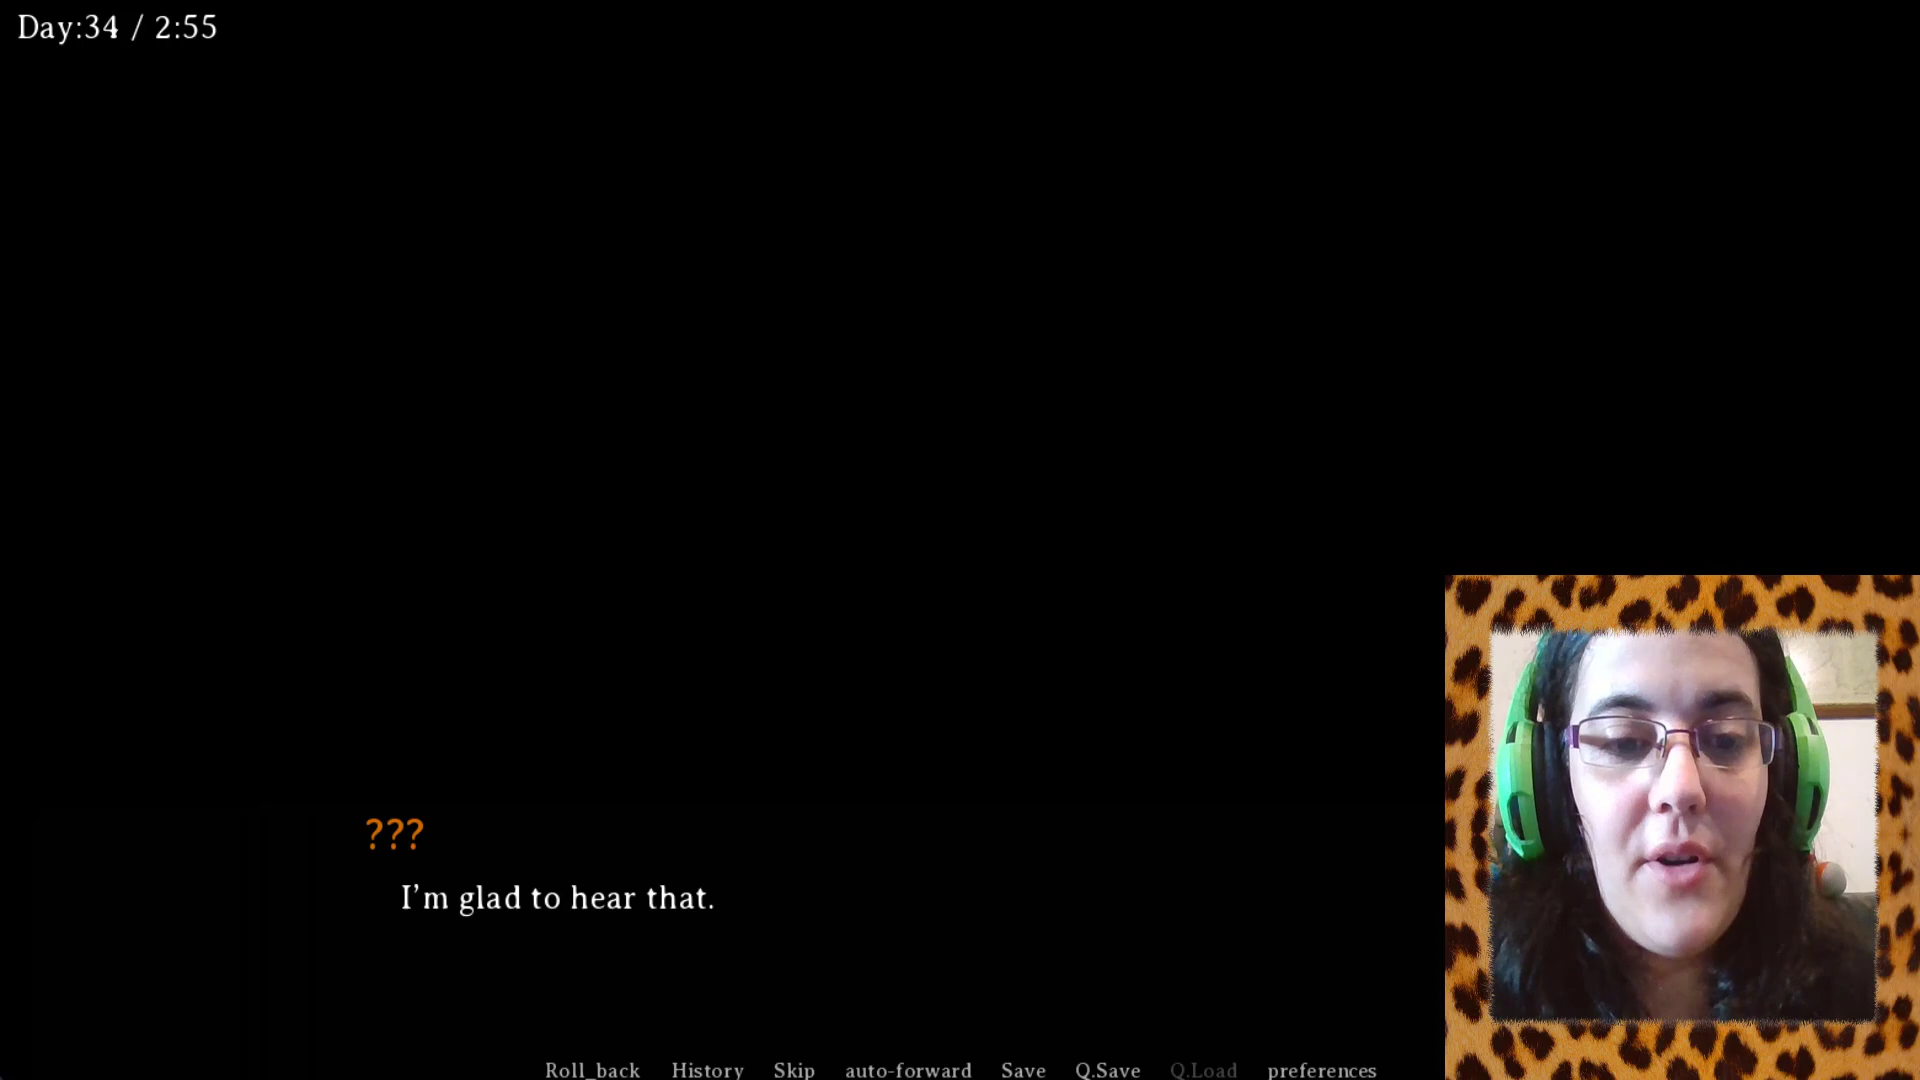 Day:34 / 2:55
???
I'm glad to hear that.
Roll_back History Skip auto-forward Save Q.Save Q.Load preferences